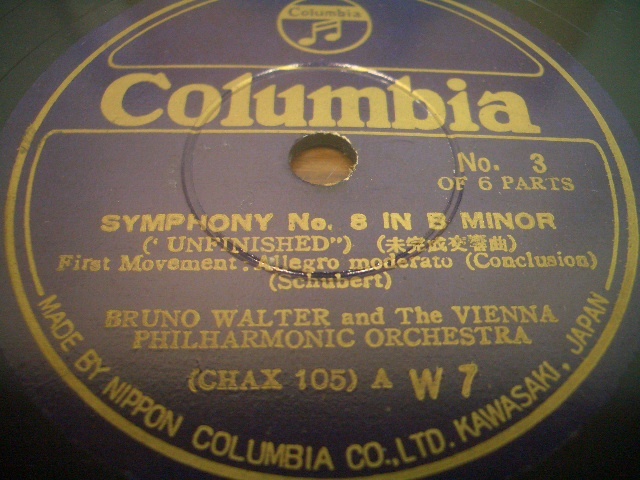 Columbia
Columbia
No. 3
OF 6 PARTS
SYMPHONY No. 8 IN B MINOR
(‘ UNFINISHED”) (未完成交響曲)
First Movement: Allegro moderato (Conclusion)
(Schubert)
BRUNO WALTER and The VIENNA
PHILHARMONIC ORCHESTRA
(CHAX 105) A W 7
MADE BY NIPPON COLUMBIA CO.,LTD. KAWASAKI, JAPAN